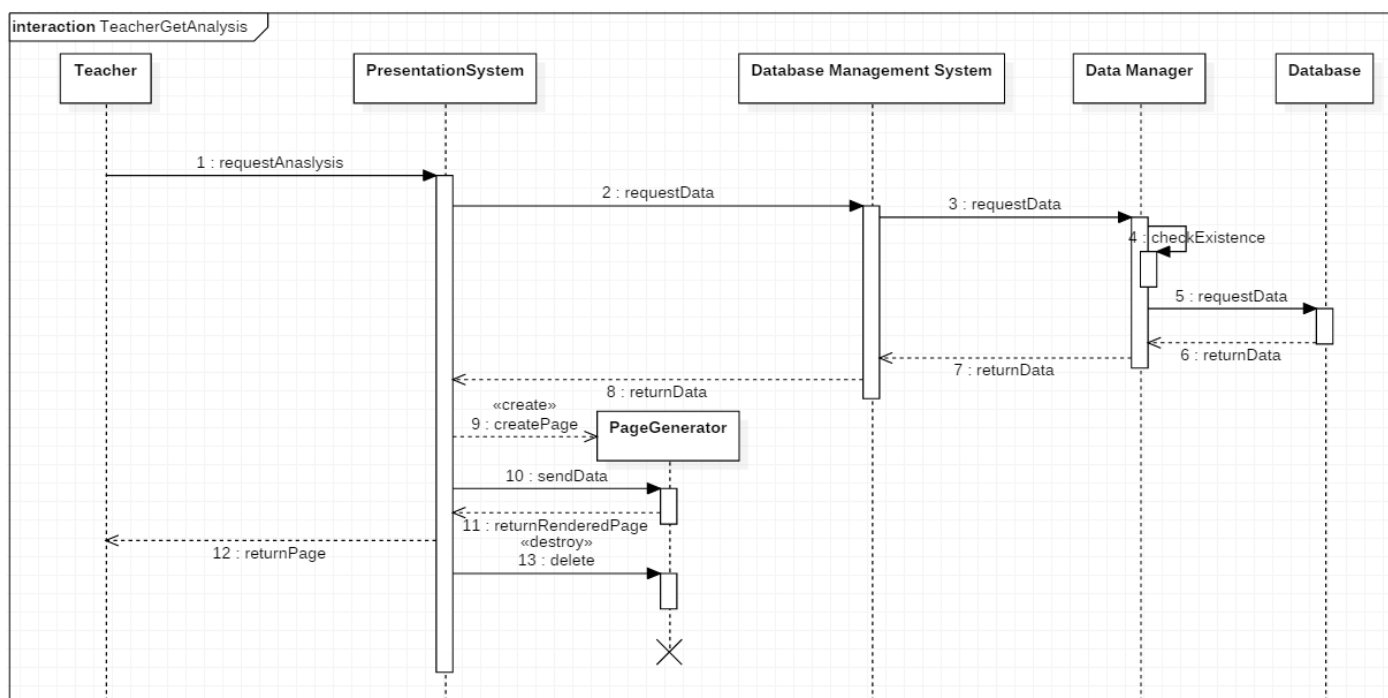 interaction TeacherGetAnalysis
Teacher
PresentationSystem
Database Management System
Data Manager
Database
1 : requestAnaslysis
2 : requestData
3 : requestData
4 : checkExistence
5 : requestData
6 : returnData
7 : returnData
8 : returnData
«create»
9 : createPage
PageGenerator
10 : sendData
11 : returnRenderedPage
12 : returnPage
«destroy»
13 : delete